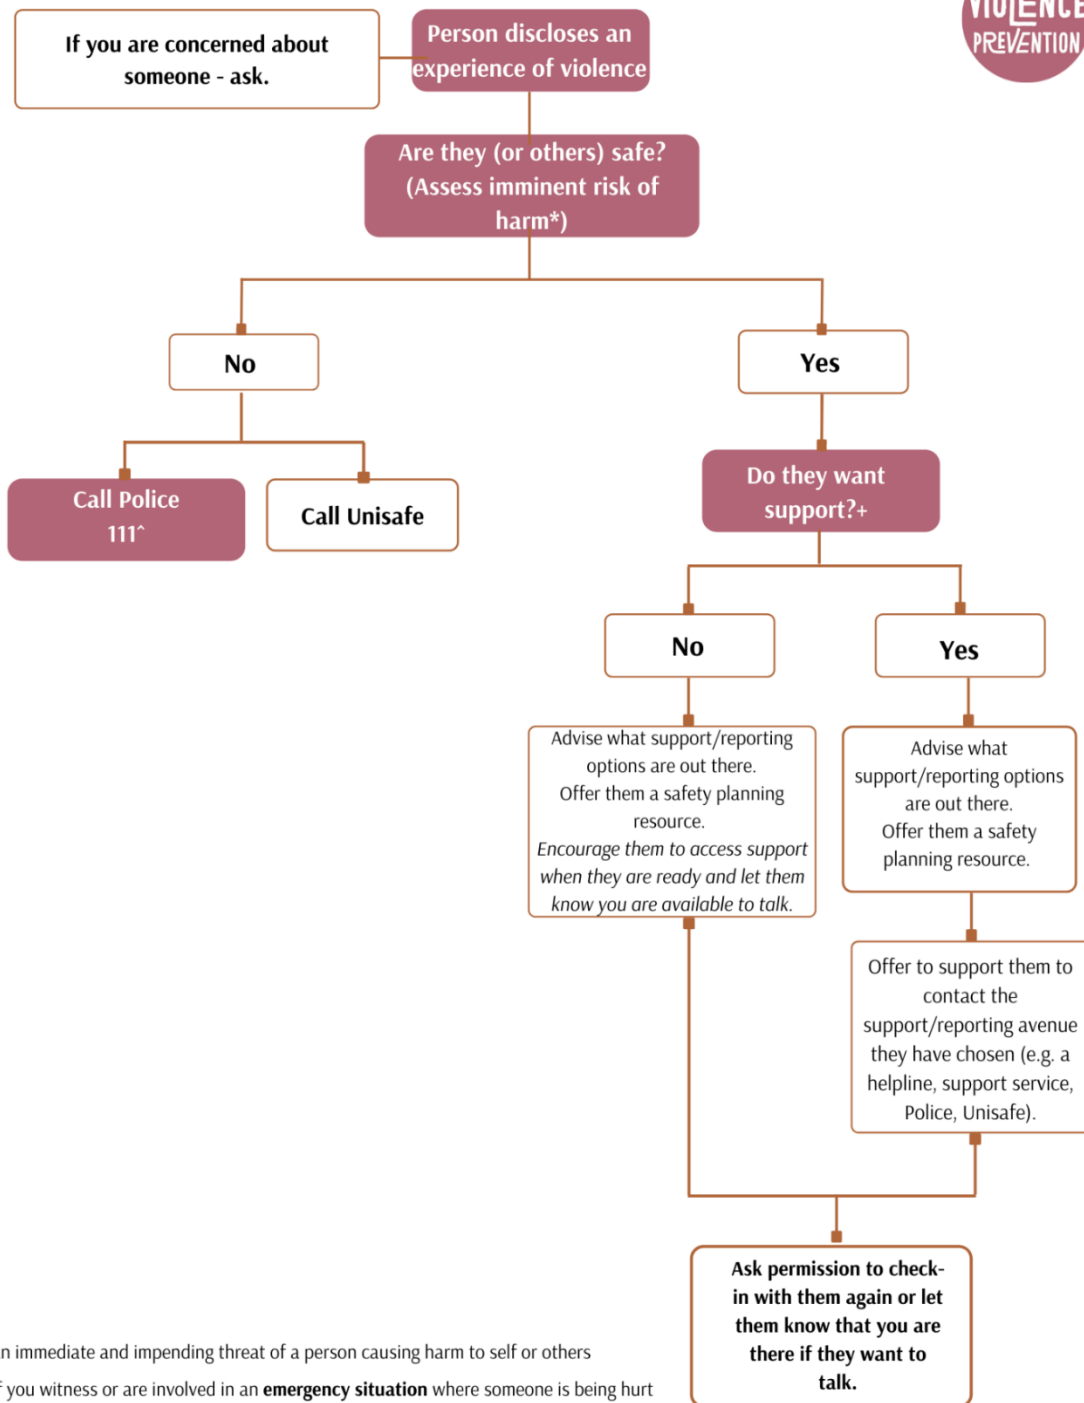 VIOLENCE
PREVENTION
If you are concerned about
someone - ask.
Person discloses an
experience of violence
Are they (or others) safe?
(Assess imminent risk of
harm*)
No
Yes
Call Police
111^
Call Unisafe
Do they want
support?+
No
Yes
Advise what support/reporting
options are out there.
Offer them a safety planning
resource.
Encourage them to access support
when they are ready and let them
know you are available to talk.
Advise what
support/reporting options
are out there.
Offer them a safety
planning resource.
Offer to support them to
contact the
support/reporting avenue
they have chosen (e.g. a
helpline, support service,
Police, Unisafe).
Ask permission to check-
in with them again or let
them know that you are
there if they want to
talk.
n immediate and impending threat of a person causing harm to self or others
f you witness or are involved in an emergency situation where someone is being hurt